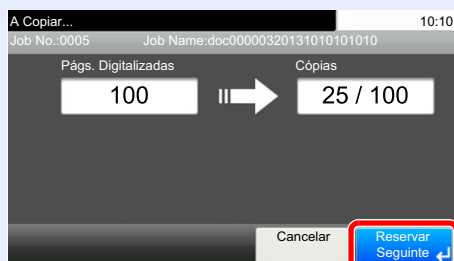 A Copiar... 10:10
Job No.:0005 Job Name:doc00000320131010101010
Págs. Digitalizadas Cópias
100 25 / 100
Cancelar Reservar
Seguinte